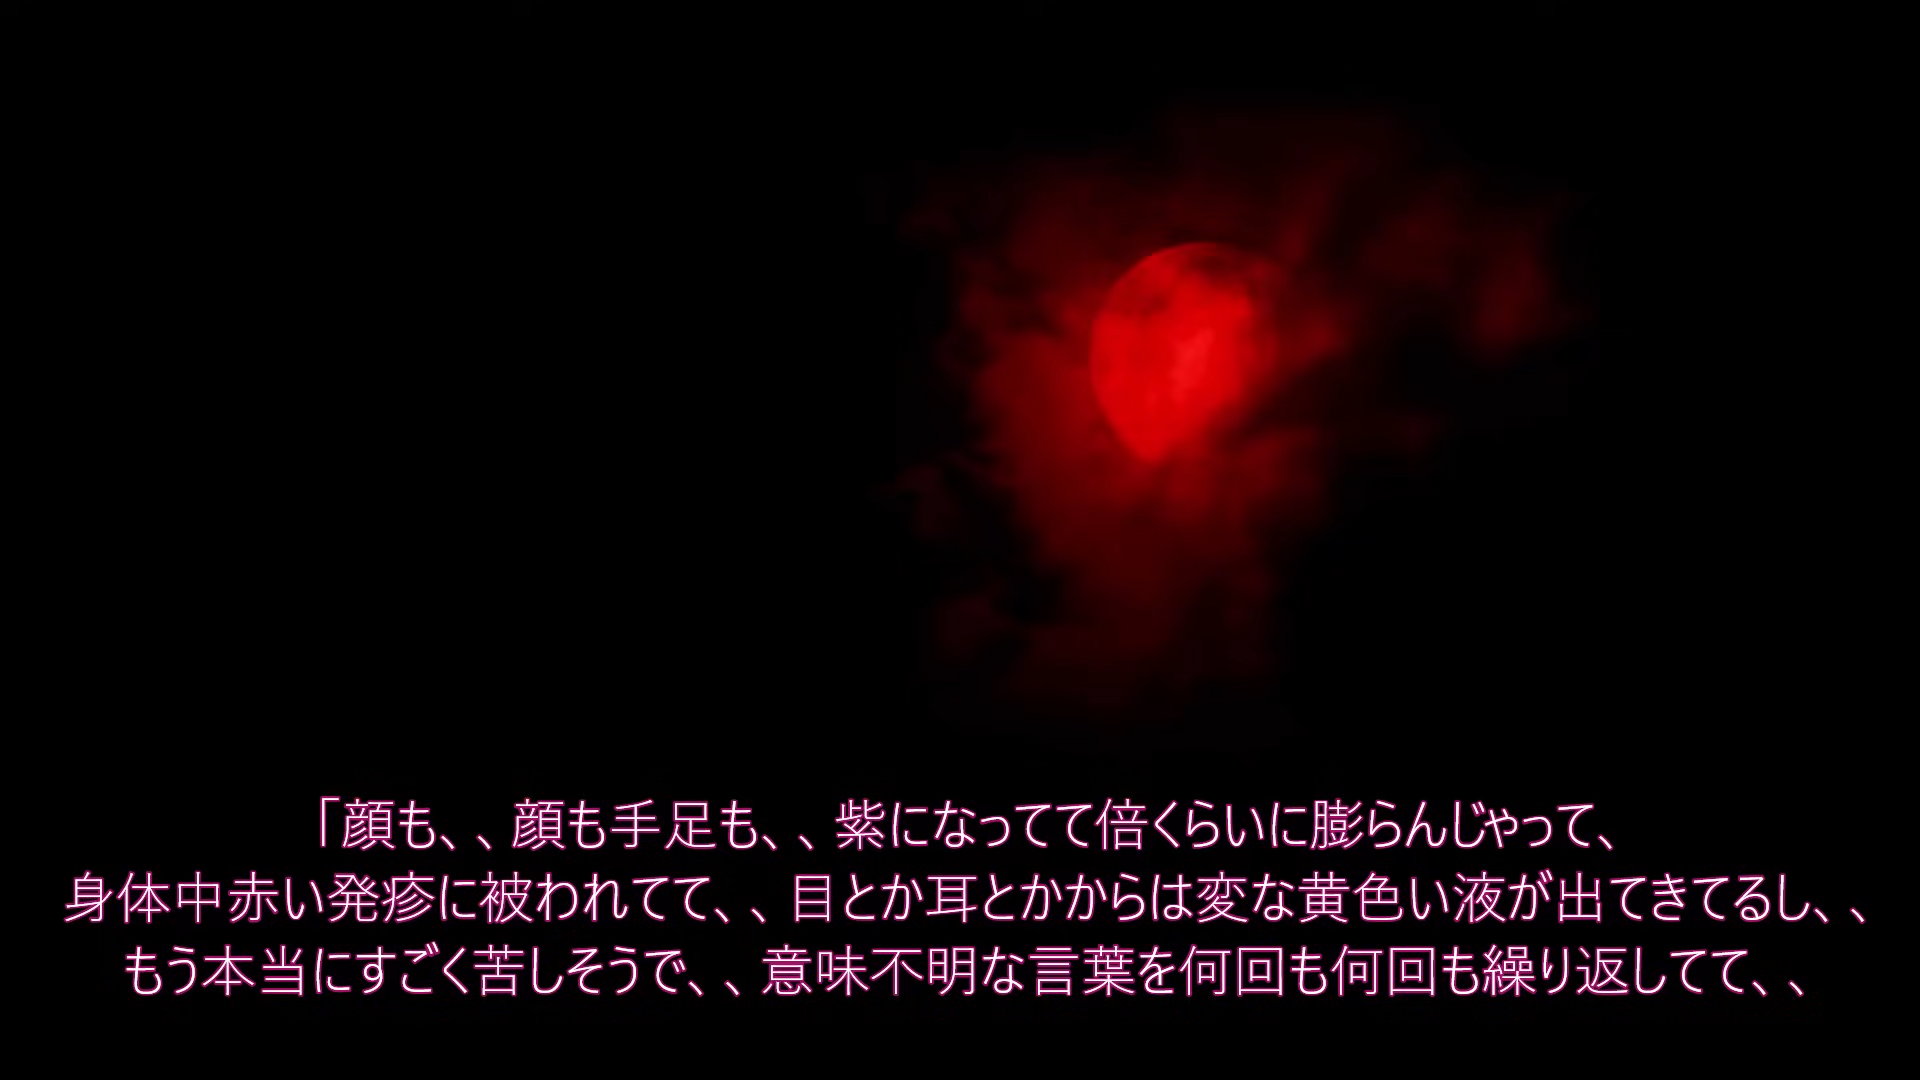 「顔も、、顔も手足も、、紫になってて倍くらいに膨らんじゃって、
身体中赤い発疹に被われてて、、目とか耳とかからは変な黄色い液が出てきてるし、、
もう本当にすごく苦しそうで、、意味不明な言葉を何回も何回も繰り返してて、、